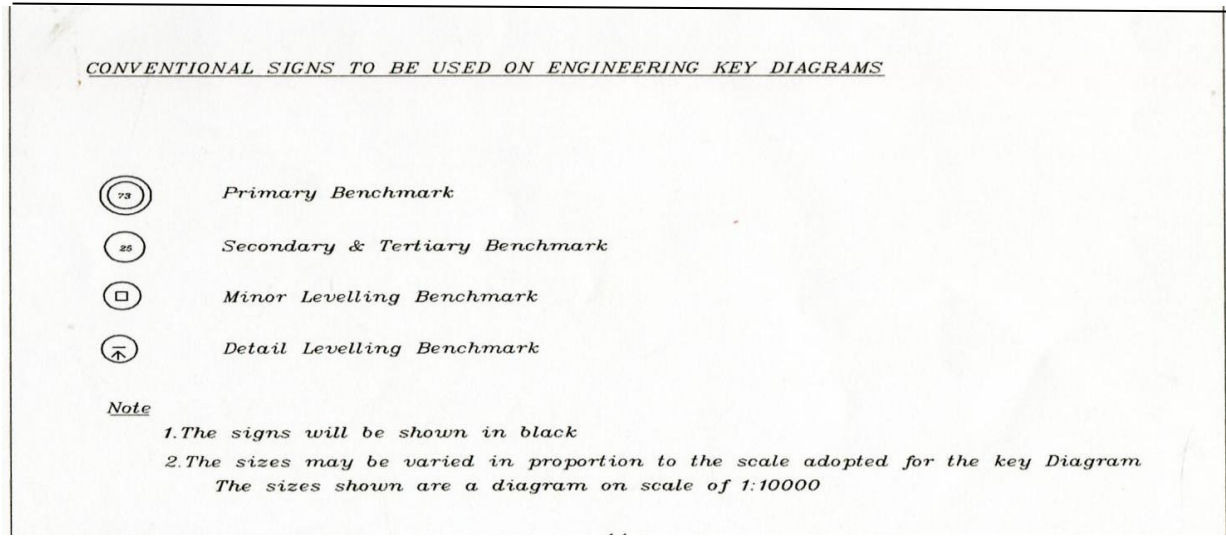 CONVENTIONAL SIGNS TO BE USED ON ENGINEERING KEY DIAGRAMS
73 Primary Benchmark
25 Secondary & Tertiary Benchmark
Minor Levelling Benchmark
Detail Levelling Benchmark
Note
1.The signs will be shown in black
2.The sizes may be varied in proportion to the scale adopted for the key Diagram
The sizes shown are a diagram on scale of 1:10000